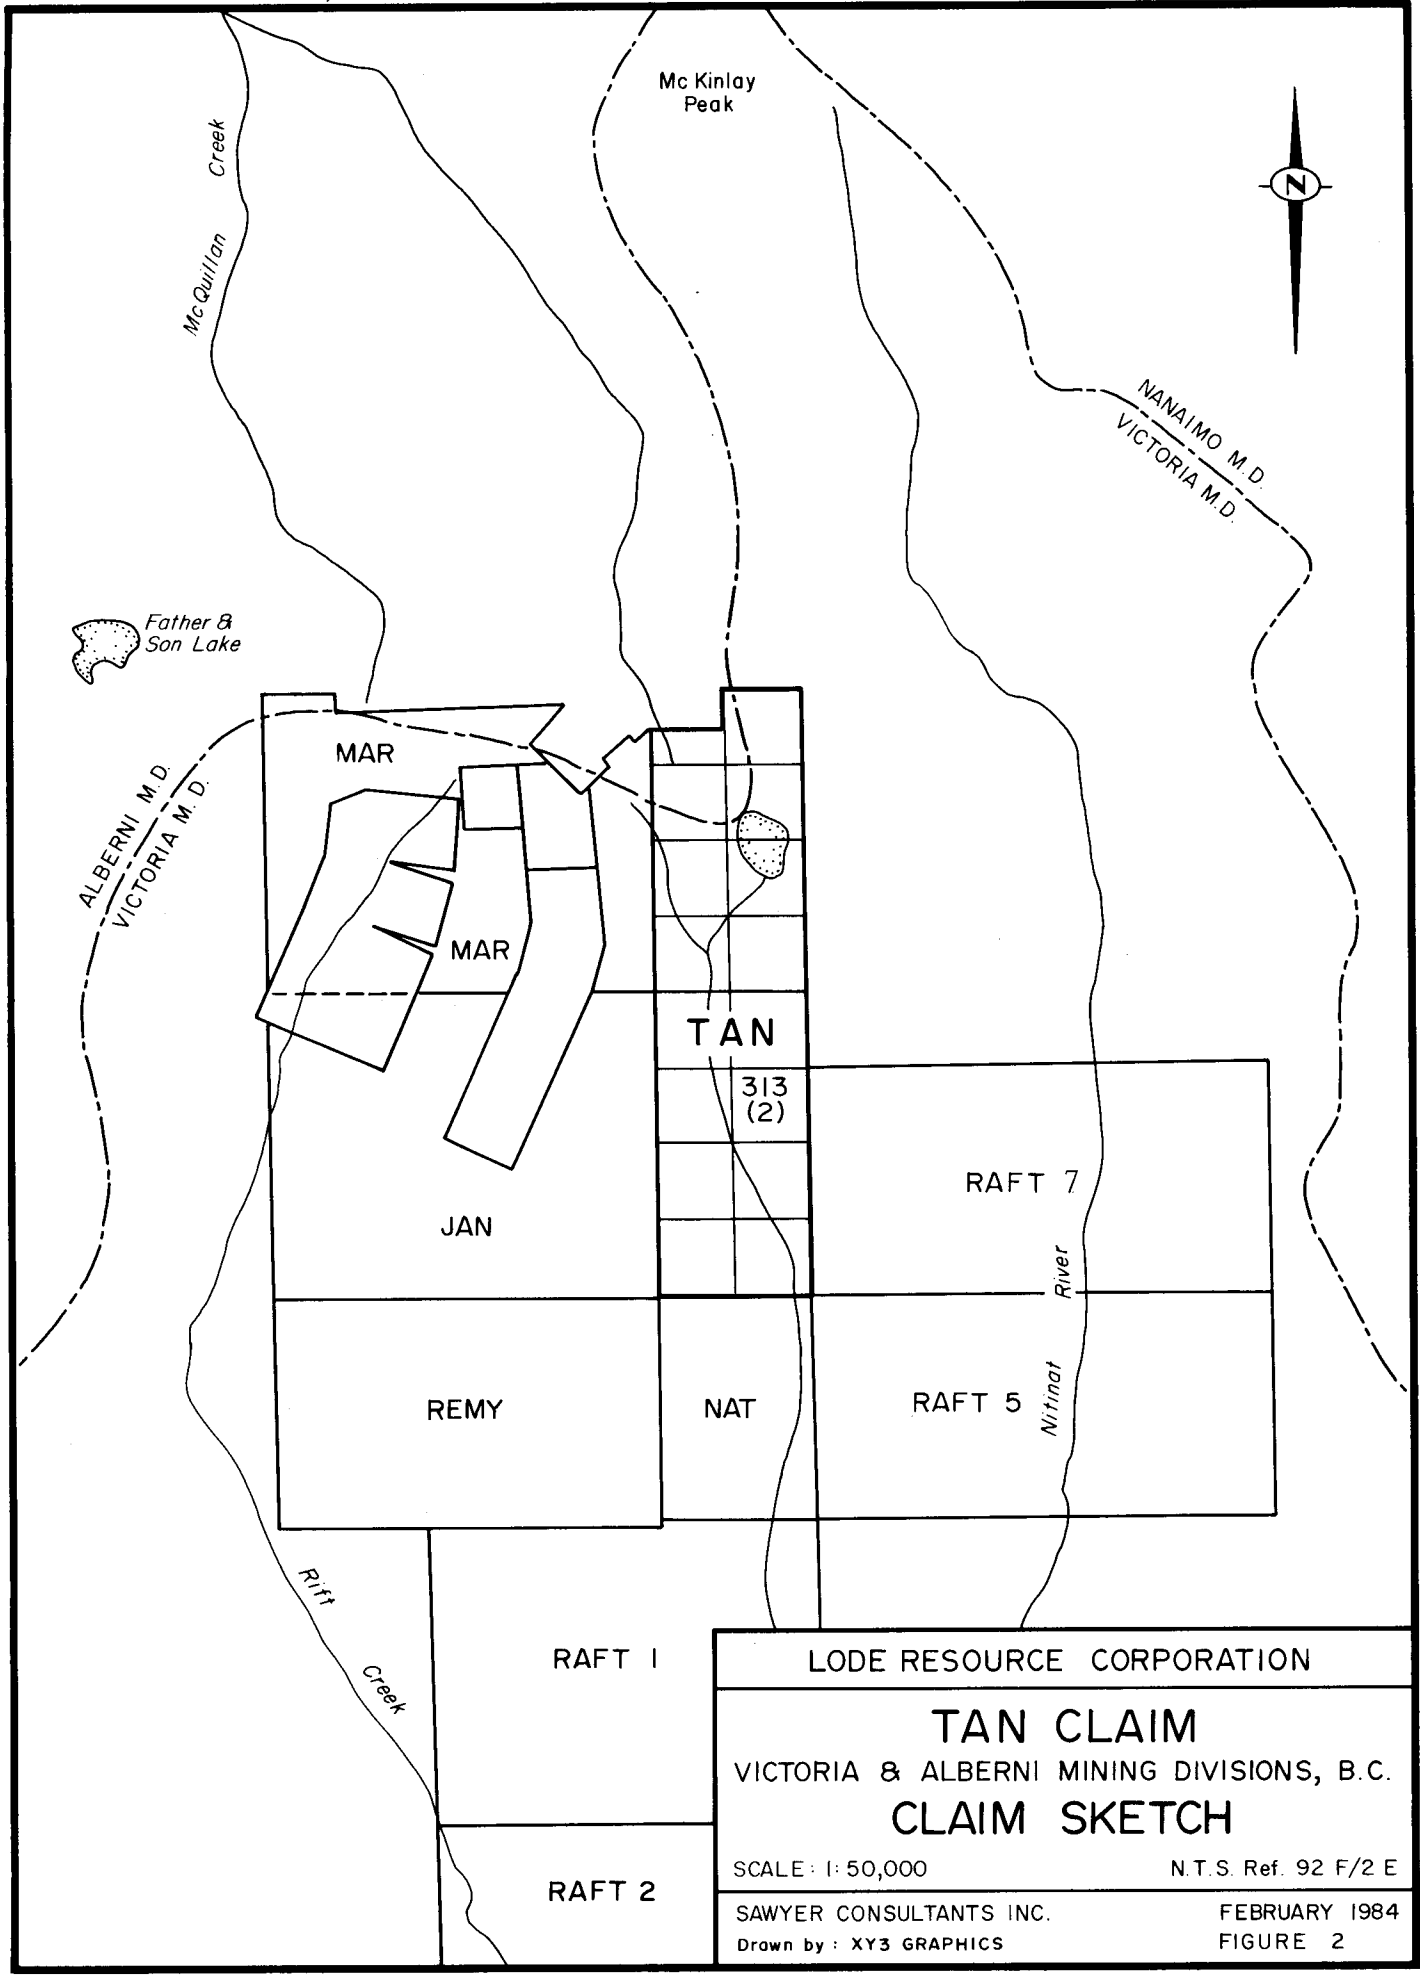 Mc Kinlay
Peak
N
McQuillan Creek
NANAIMO M.D.
VICTORIA M.D.
Father &
Son Lake
MAR
ALBERNI M.D.
VICTORIA M.D.
MAR
TAN
313
(2)
RAFT 7
JAN
Nitinat River
REMY
NAT
RAFT 5
Rift Creek
RAFT 1
RAFT 2
LODE RESOURCE CORPORATION
TAN CLAIM
VICTORIA & ALBERNI MINING DIVISIONS, B.C.
CLAIM SKETCH
SCALE: 1:50,000
N.T.S. Ref. 92 F/2 E
SAWYER CONSULTANTS INC.
FEBRUARY 1984
Drawn by : XY3 GRAPHICS
FIGURE 2